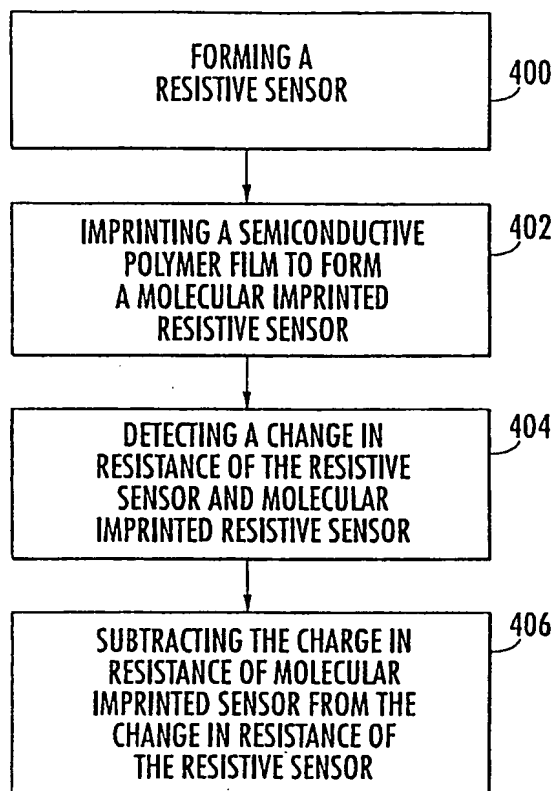 FORMING A
RESISTIVE SENSOR
400
IMPRINTING A SEMICONDUCTIVE
POLYMER FILM TO FORM
A MOLECULAR IMPRINTED
RESISTIVE SENSOR
402
DETECTING A CHANGE IN
RESISTANCE OF THE RESISTIVE
SENSOR AND MOLECULAR
IMPRINTED RESISTIVE SENSOR
404
SUBTRACTING THE CHARGE IN
RESISTANCE OF MOLECULAR
IMPRINTED SENSOR FROM THE
CHANGE IN RESISTANCE OF
THE RESISTIVE SENSOR
406